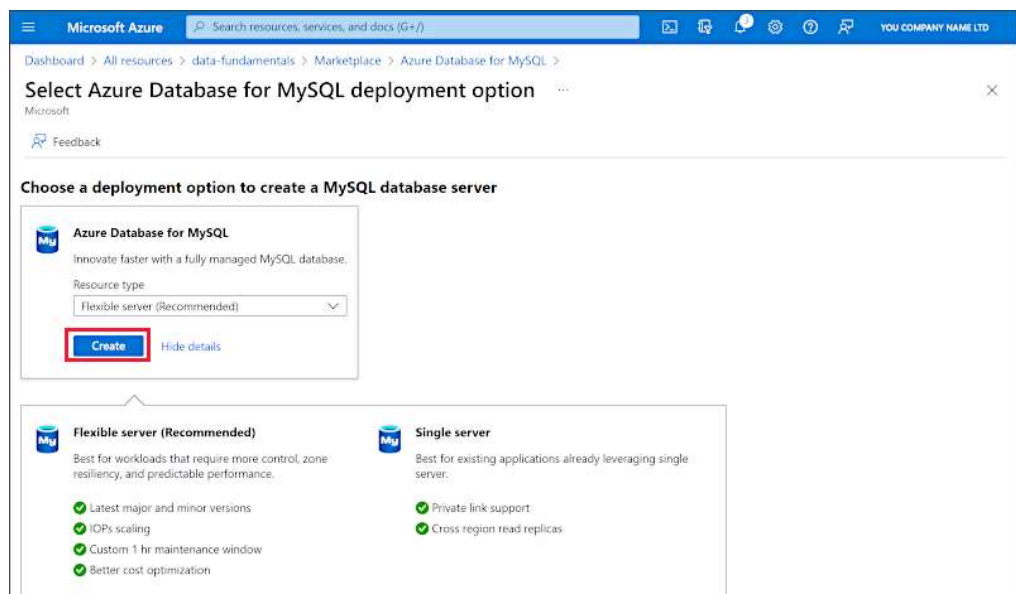 Microsoft Azure
Search resources, services, and docs (G+/)
3
YOU COMPANY NAME LTD
Dashboard > All resources > data-fundamentals > Marketplace > Azure Database for MySQL >
Select Azure Database for MySQL deployment option ...
Microsoft
Feedback
Choose a deployment option to create a MySQL database server
My
Azure Database for MySQL
Innovate faster with a fully managed MySQL database.
Resource type
Flexible server (Recommended)
Create
Hide details
My
Flexible server (Recommended)
Best for workloads that require more control, zone
resiliency, and predictable performance.
Latest major and minor versions
IOPs scaling
Custom 1 hr maintenance window
Better cost optimization
My
Single server
Best for existing applications already leveraging single
server.
Private link support
Cross region read replicas